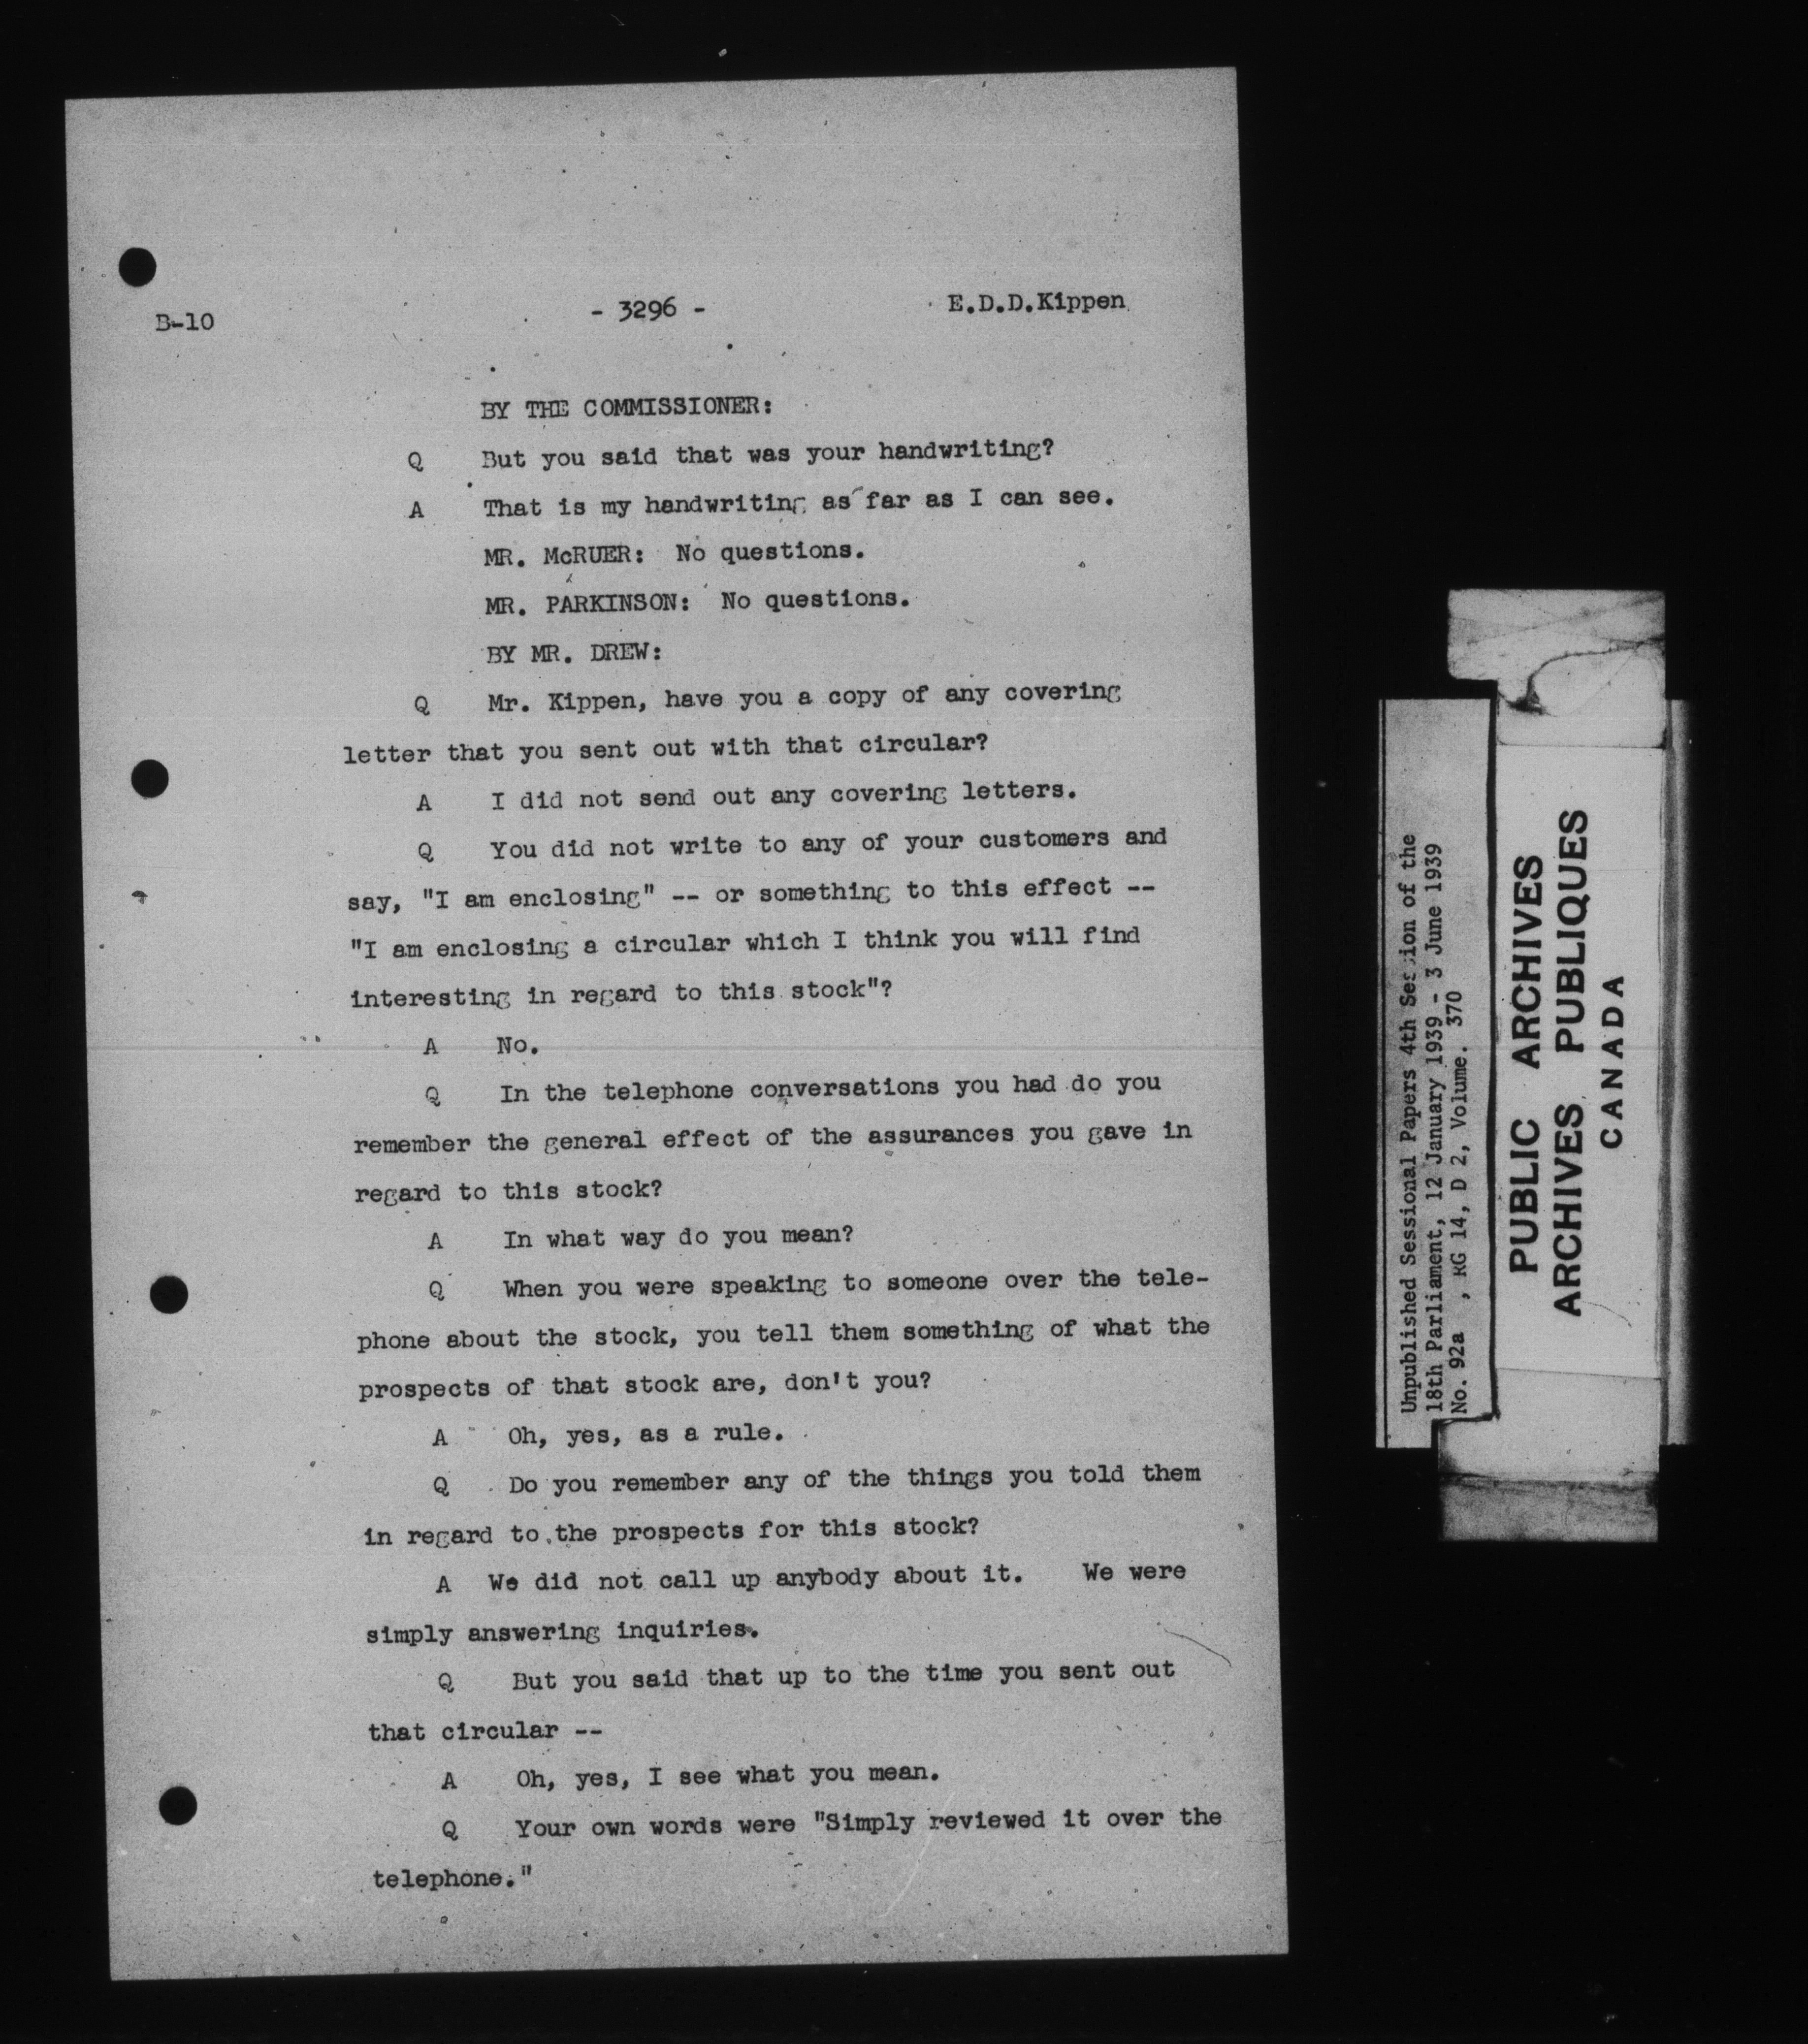 B-10 - 3296 - E.D.D.Kippen
BY THE COMMISSIONER:
Q But you said that was your handwriting?
A That is my handwriting as far as I can see.
MR. McRUER: No questions.
MR. PARKINSON: No questions.
BY MR. DREW:
Q Mr. Kippen, have you a copy of any covering
letter that you sent out with that circular?
A I did not send out any covering letters.
Q You did not write to any of your customers and
say, "I am enclosing" -- or something to this effect --
"I am enclosing a circular which I think you will find
interesting in regard to this stock"?
A No.
Q In the telephone conversations you had do you
remember the general effect of the assurances you gave in
regard to this stock?
A In what way do you mean?
Q When you were speaking to someone over the tele-
phone about the stock, you tell them something of what the
prospects of that stock are, don't you?
A Oh, yes, as a rule.
Q Do you remember any of the things you told them
in regard to the prospects for this stock?
A We did not call up anybody about it. We were
simply answering inquiries.
Q But you said that up to the time you sent out
that circular --
A Oh, yes, I see what you mean.
Q Your own words were "Simply reviewed it over the
telephone."
Unpublished Sessional Papers 4th Session of the
18th Parliament, 12 January 1939 - 3 June 1939
No. 92a , RG 14, D 2, Volume. 370
PUBLIC ARCHIVES
ARCHIVES PUBLIQUES
CANADA